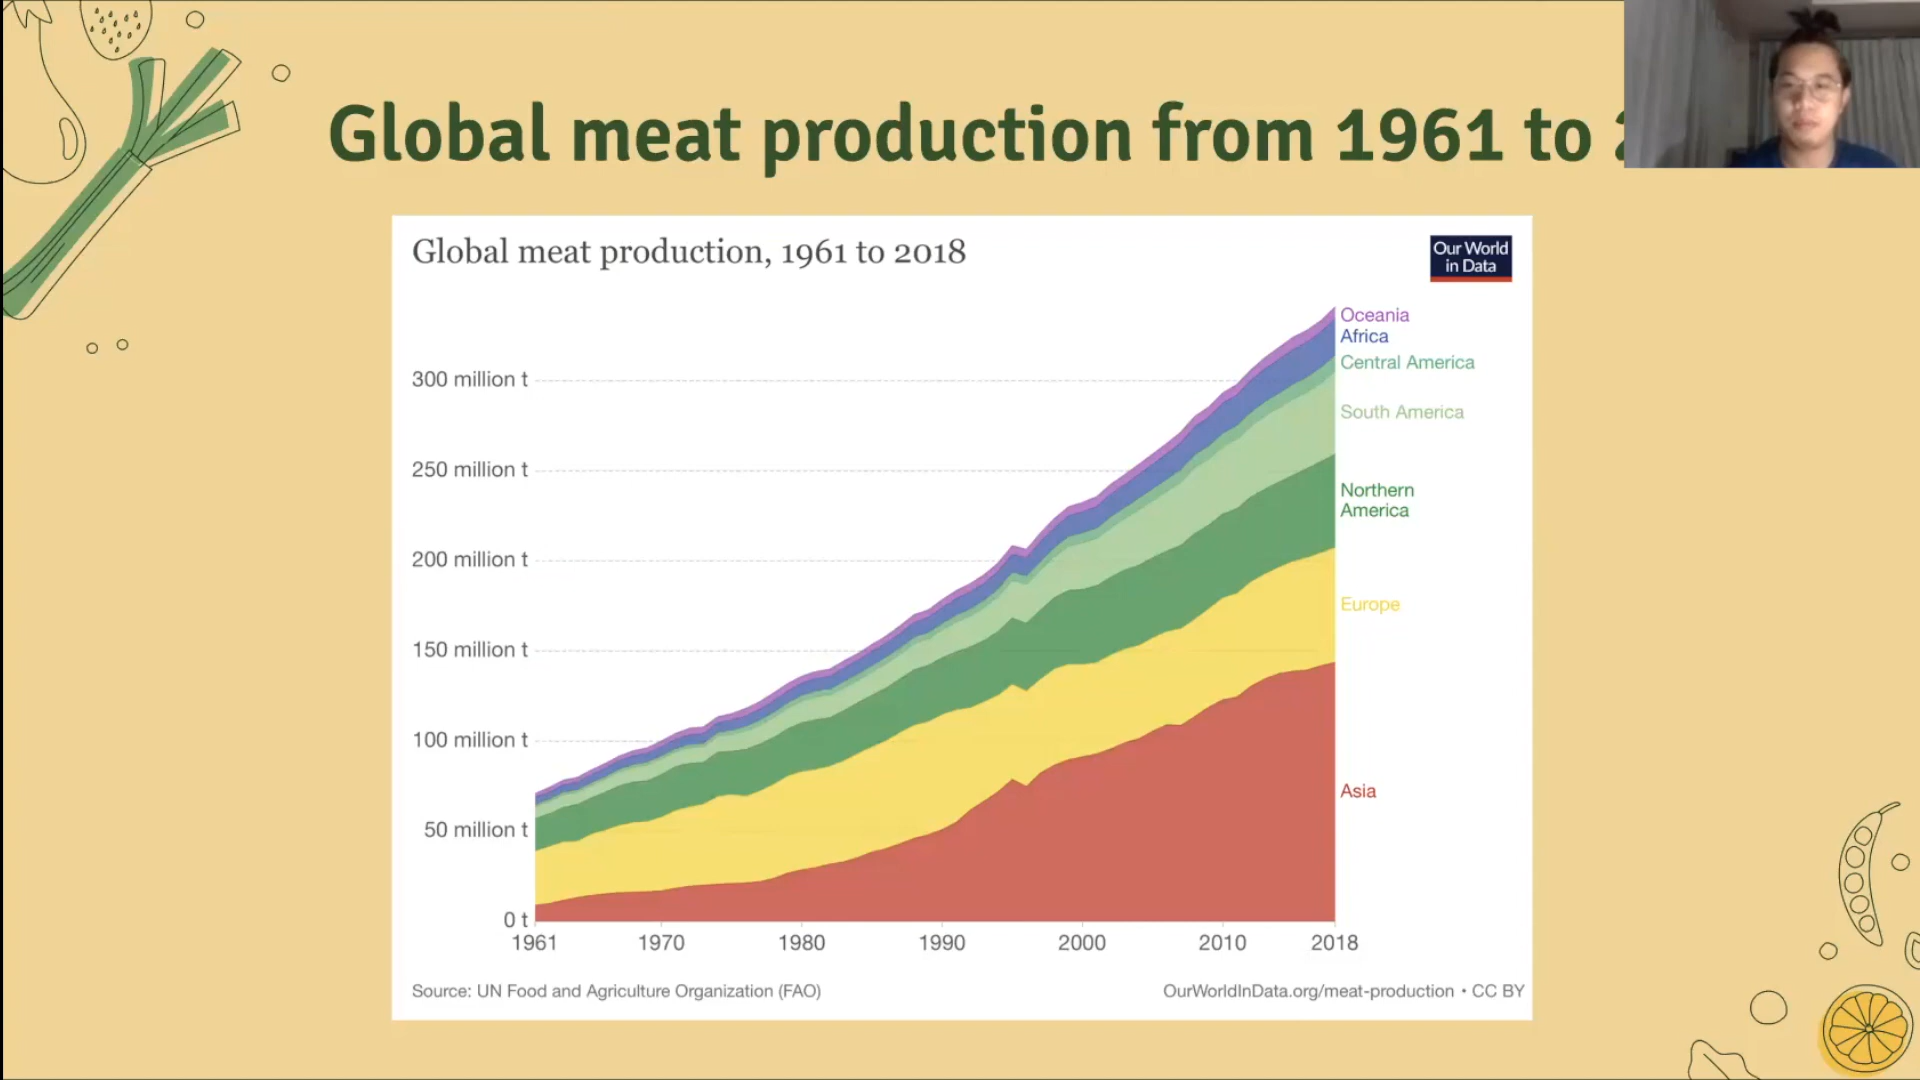 Global meat production from 1961 to
Global meat production, 1961 to 2018
Our World
in Data
Oceania
Africa
Central America
South America
Northern
America
Europe
Asia
300 million t
250 million t
200 million t
150 million t
100 million t
50 million t
0 t
1961 1970 1980 1990 2000 2010 2018
Source: UN Food and Agriculture Organization (FAO)
OurWorldInData.org/meat-production • CC BY